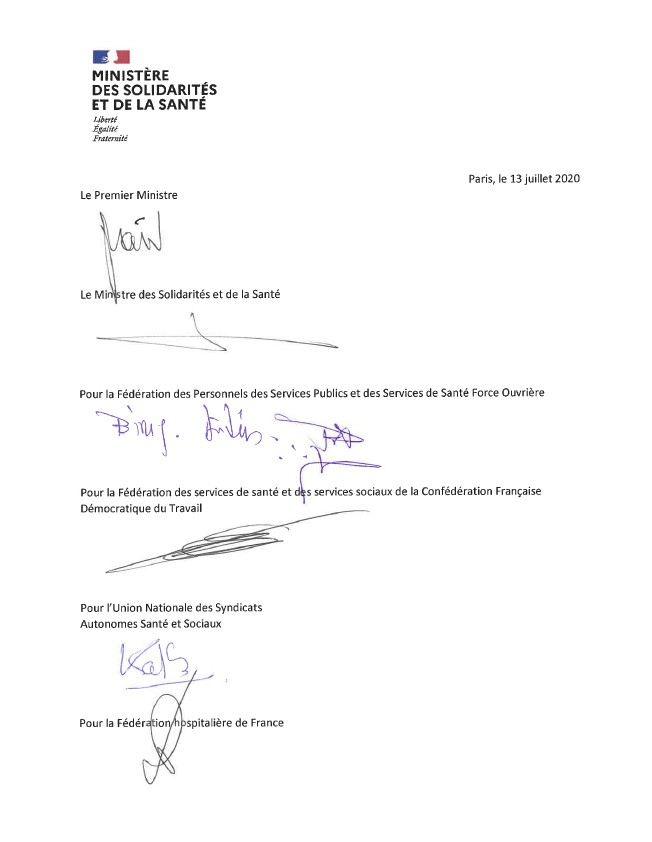 MINISTÈRE
DES SOLIDARITÉS
ET DE LA SANTÉ
Liberté
Égalité
Fraternité
Paris, le 13 juillet 2020
Le Premier Ministre
Le Ministre des Solidarités et de la Santé
Pour la Fédération des Personnels des Services Publics et des Services de Santé Force Ouvrière
Pour la Fédération des services de santé et des services sociaux de la Confédération Française
Démocratique du Travail
Pour l'Union Nationale des Syndicats
Autonomes Santé et Sociaux
Pour la Fédération hospitalière de France